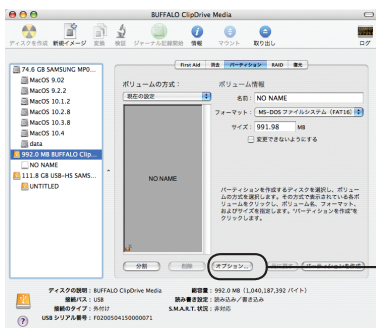 BUFFALO ClipDrive Media
ディスクを作成 新規イメージ 変換 検証 ジャーナル記録開始 情報 マウント 取り出し ログ
First Aid 消去 パーティション RAID 復元
74.6 GB SAMSUNG MP0...
MacOS 9.02
MacOS 9.2.2
MacOS 10.1.2
MacOS 10.2.8
MacOS 10.3.8
MacOS 10.4
data
992.0 MB BUFFALO Clip...
NO NAME
111.8 GB USB-HS SAMS...
UNTITLED
ボリュームの方式:
現在の設定
NO NAME
ボリューム情報
名前: NO NAME
フォーマット: MS-DOS ファイルシステム (FAT16)
サイズ: 991.98 MB
変更できないようにする
パーティションを作成するディスクを選択し、ボリュー
ムの方式を選択します。その方式で表示されている各ボ
リュームをクリックし、ボリューム名、フォーマット、
およびサイズを指定します。"パーティションを作成"を
クリックします。
分割 削除 オプション... パーティションを作成
ディスクの説明: BUFFALO ClipDrive Media
接続バス: USB
接続のタイプ: 外付け
USB シリアル番号: F02005041500000​71
総容量: 992.0 MB (1,040,187,392 バイト)
読み書き設定: 読み込み／書き込み
S.M.A.R.T. 状況: 非対応